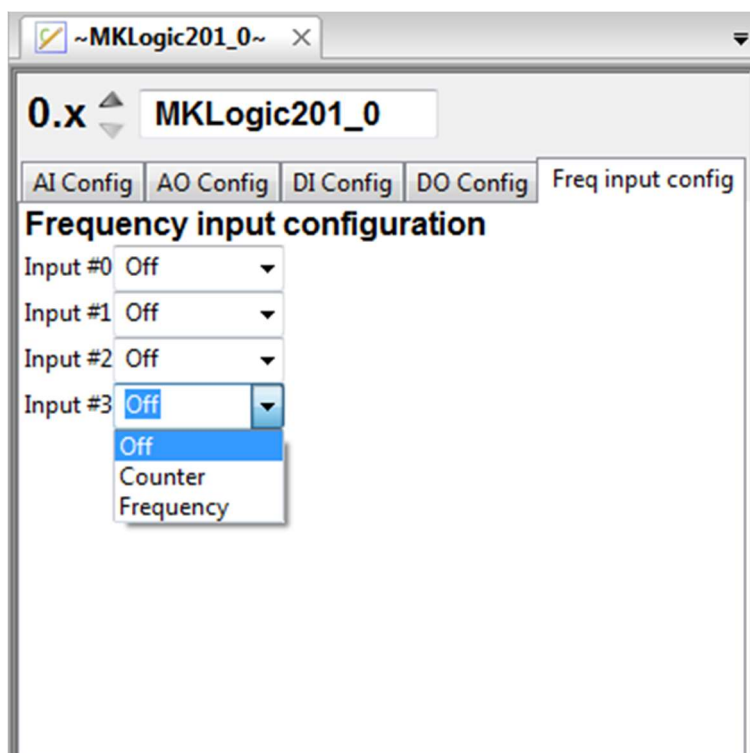 ~MKLogic201_0~
0.x MKLogic201_0
AI Config AO Config DI Config DO Config Freq input config
Frequency input configuration
Input #0 Off
Input #1 Off
Input #2 Off
Input #3 Off
Off
Counter
Frequency